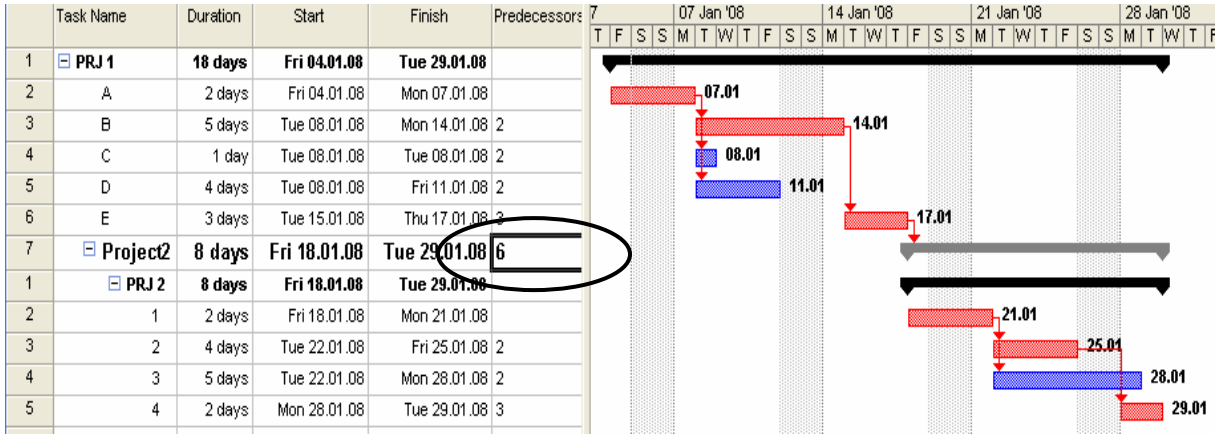 Task Name Duration Start Finish Predecessors 7 07 Jan '08 14 Jan '08 21 Jan '08 28 Jan '08
T F S S M T W T F S S M T W T F S S M T W T F S S M T W T F
1 PRJ 1 18 days Fri 04.01.08 Tue 29.01.08
2 A 2 days Fri 04.01.08 Mon 07.01.08 07.01
3 B 5 days Tue 08.01.08 Mon 14.01.08 2 14.01
4 C 1 day Tue 08.01.08 Tue 08.01.08 2 08.01
5 D 4 days Tue 08.01.08 Fri 11.01.08 2 11.01
6 E 3 days Tue 15.01.08 Thu 17.01.08 3 17.01
7 Project2 8 days Fri 18.01.08 Tue 29.01.08 6
1 PRJ 2 8 days Fri 18.01.08 Tue 29.01.08
2 1 2 days Fri 18.01.08 Mon 21.01.08 21.01
3 2 4 days Tue 22.01.08 Fri 25.01.08 2 25.01
4 3 5 days Tue 22.01.08 Mon 28.01.08 2 28.01
5 4 2 days Mon 28.01.08 Tue 29.01.08 3 29.01